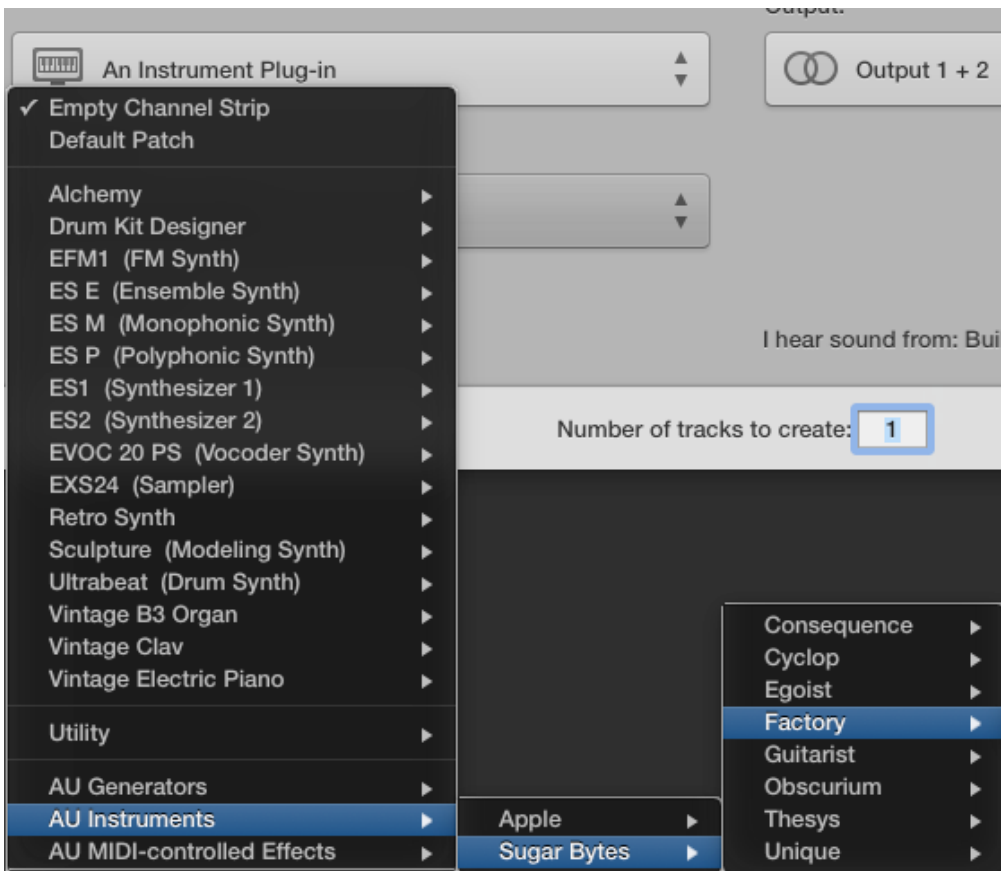 Output:
An Instrument Plug-in
Output 1 + 2
✓ Empty Channel Strip
Default Patch
Alchemy
Drum Kit Designer
EFM1 (FM Synth)
ES E (Ensemble Synth)
ES M (Monophonic Synth)
ES P (Polyphonic Synth)
ES1 (Synthesizer 1)
ES2 (Synthesizer 2)
EVOC 20 PS (Vocoder Synth)
EXS24 (Sampler)
Retro Synth
Sculpture (Modeling Synth)
Ultrabeat (Drum Synth)
Vintage B3 Organ
Vintage Clav
Vintage Electric Piano
Utility
AU Generators
AU Instruments
AU MIDI-controlled Effects
I hear sound from: Bui
Number of tracks to create: 1
Apple
Sugar Bytes
Consequence
Cyclop
Egoist
Factory
Guitarist
Obscurium
Thesys
Unique